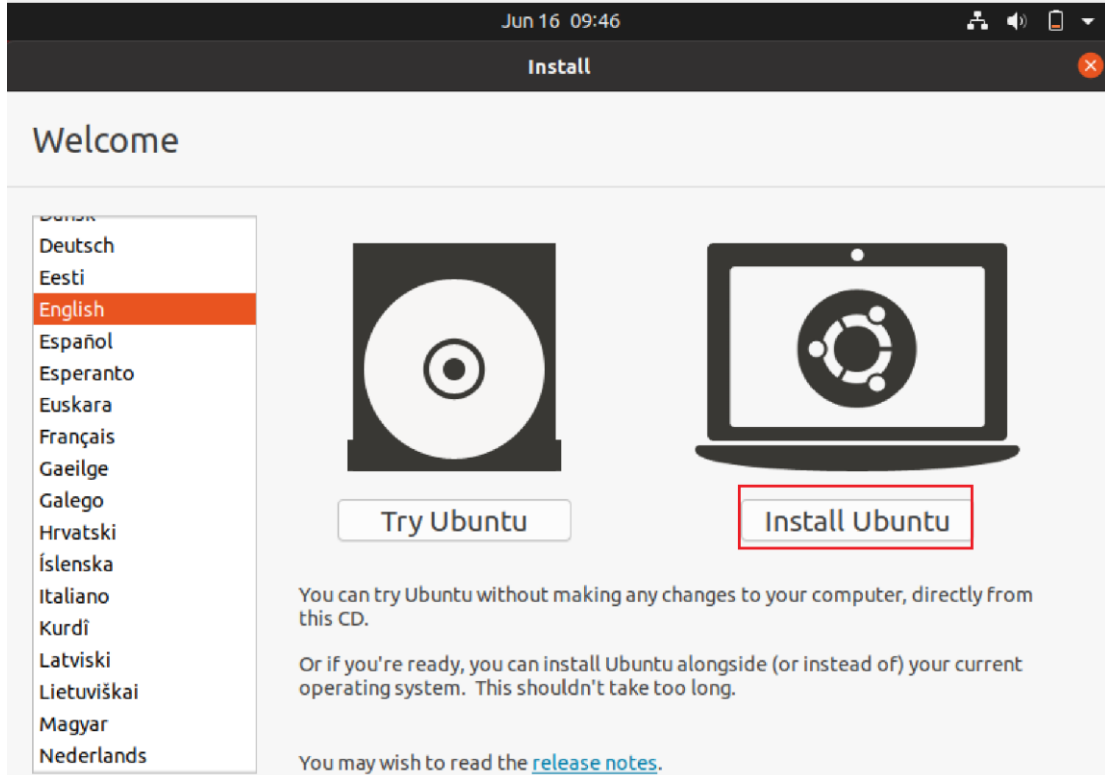 Jun 16 09:46
Install
Welcome
Dansk
Deutsch
Eesti
English
Español
Esperanto
Euskara
Français
Gaeilge
Galego
Hrvatski
Íslenska
Italiano
Kurdî
Latviski
Lietuviškai
Magyar
Nederlands
Try Ubuntu
Install Ubuntu
You can try Ubuntu without making any changes to your computer, directly from
this CD.
Or if you're ready, you can install Ubuntu alongside (or instead of) your current
operating system. This shouldn't take too long.
You may wish to read the release notes.